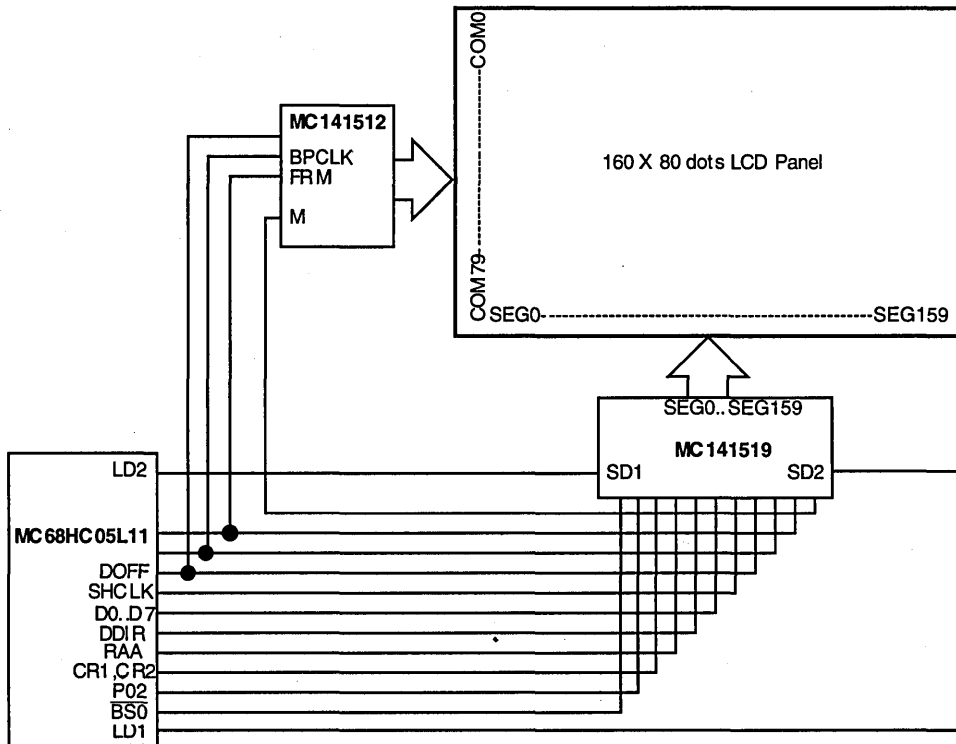 COM0
MC141512
BPCLK
FRM
M
160 X 80 dots LCD Panel
COM79
SEG0
SEG159
SEG0..SEG159
MC141519
SD1
SD2
LD2
MC68HC05L11
DOFF
SHCLK
D0..D7
DDIR
RAA
CR1,CR2
P02
BS0
LD1